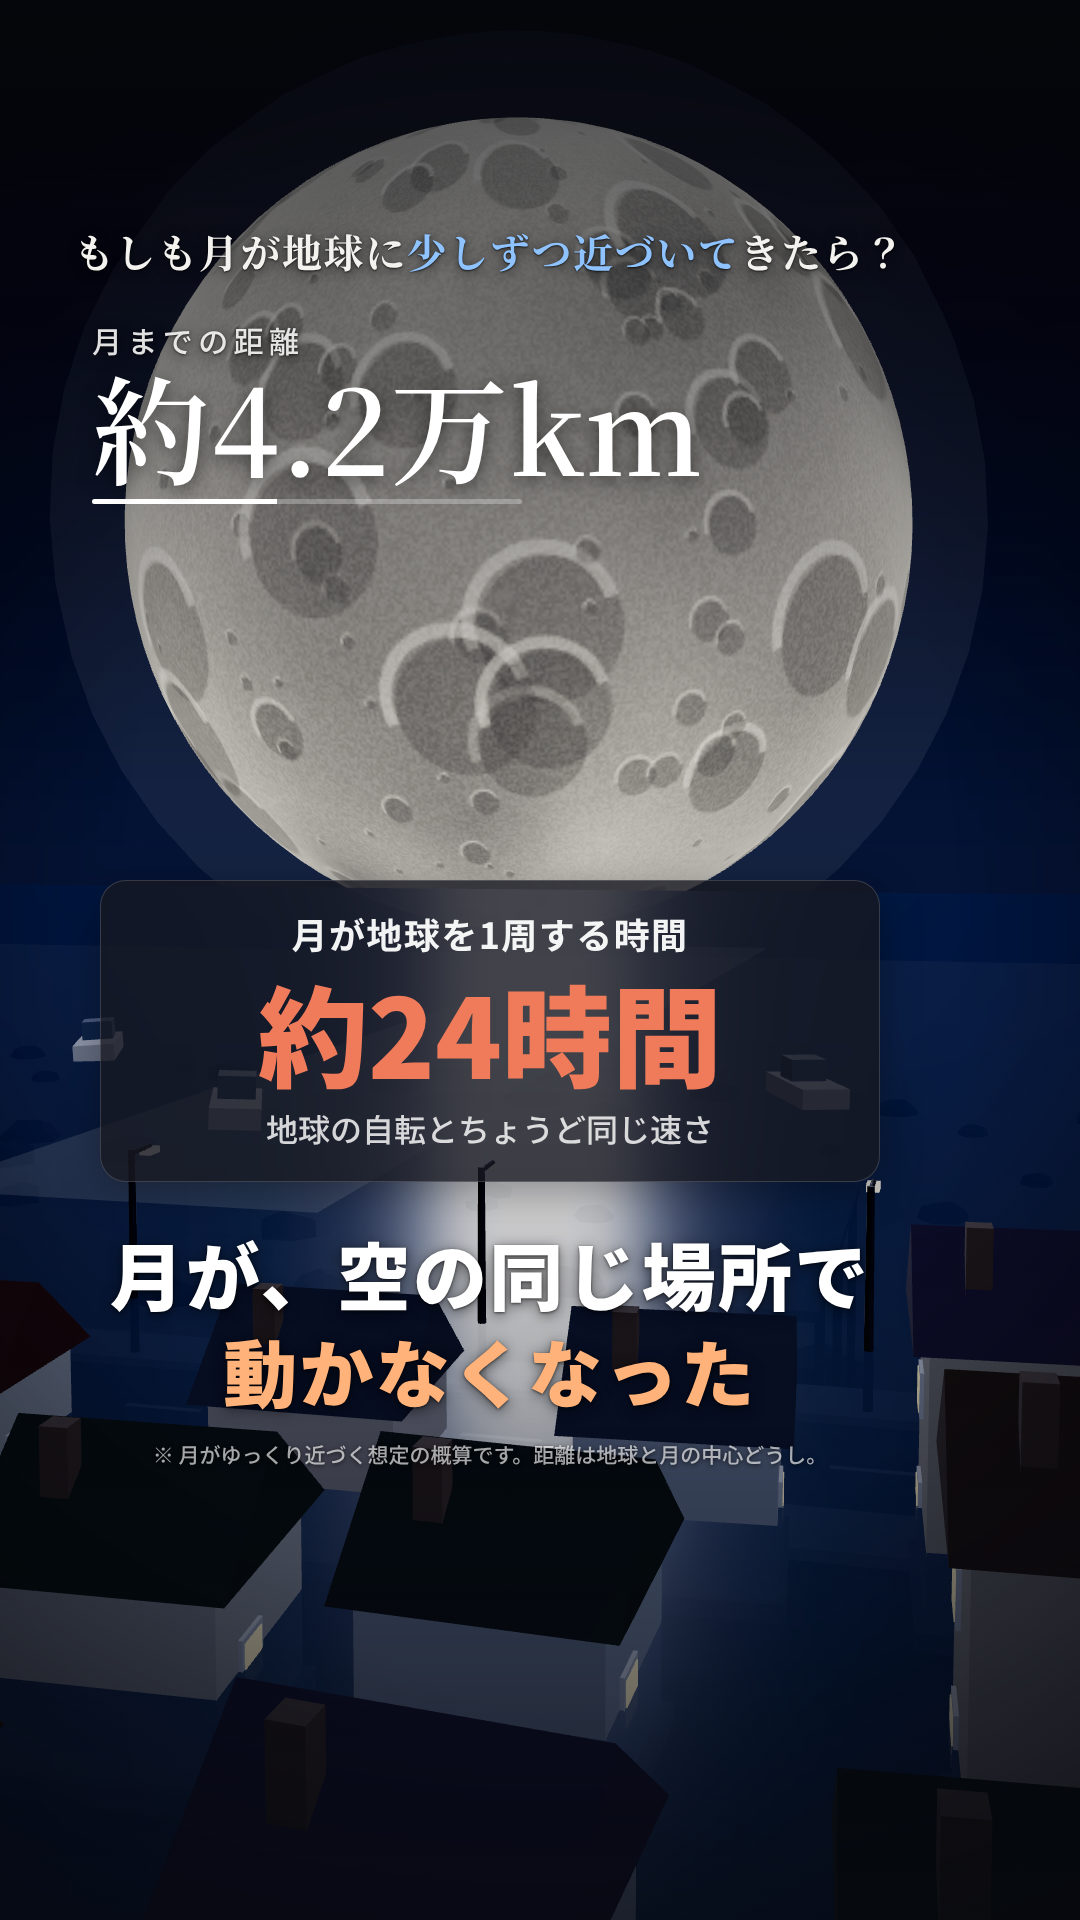 もしも月が地球に少しずつ近づいてきたら？
月までの距離
約4.2万km
月が地球を1周する時間
約24時間
地球の自転とちょうど同じ速さ
月が、空の同じ場所で
動かなくなった
※ 月がゆっくり近づく想定の概算です。距離は地球と月の中心どうし。